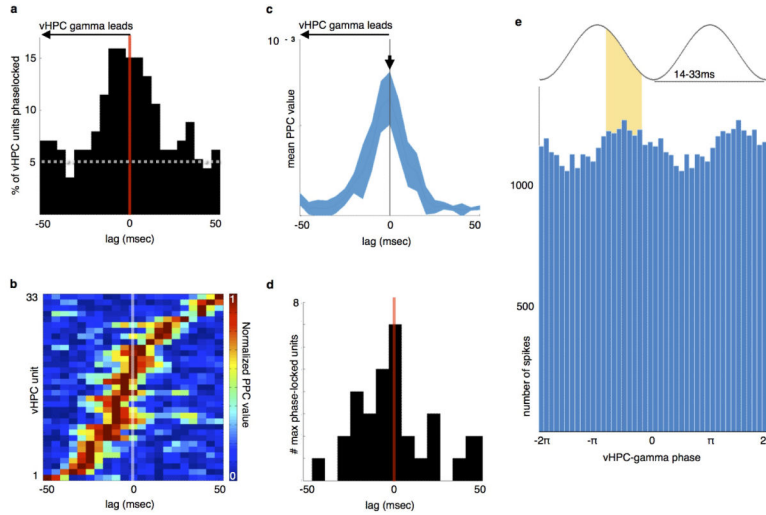 a
vHPC gamma leads
15
10
5
% of vHPC units phaselocked
-50
0
50
lag (msec)
b
33
1
vHPC unit
-50
0
50
lag (msec)
1
0
Normalized PPC value
c
vHPC gamma leads
10 -3
mean PPC value
-50
0
50
lag (msec)
d
8
# max phase-locked units
-50
0
50
lag (msec)
e
14-33ms
1000
500
number of spikes
-2π
-π
0
π
2
vHPC-gamma phase